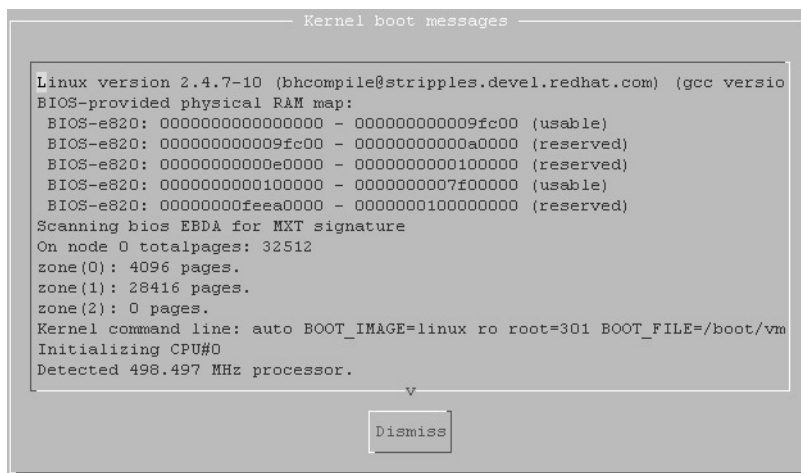 Kernel boot messages
Linux version 2.4.7-10 (bhcompile@stripples.devel.redhat.com) (gcc versio
BIOS-provided physical RAM map:
BIOS-e820: 0000000000000000 - 000000000009fc00 (usable)
BIOS-e820: 000000000009fc00 - 00000000000a0000 (reserved)
BIOS-e820: 00000000000e0000 - 0000000000100000 (reserved)
BIOS-e820: 0000000000100000 - 0000000007f00000 (usable)
BIOS-e820: 00000000feea0000 - 0000000100000000 (reserved)
Scanning bios EBDA for MXT signature
On node 0 totalpages: 32512
zone(0): 4096 pages.
zone(1): 28416 pages.
zone(2): 0 pages.
Kernel command line: auto BOOT_IMAGE=linux ro root=301 BOOT_FILE=/boot/vm
Initializing CPU#0
Detected 498.497 MHz processor.
v
Dismiss